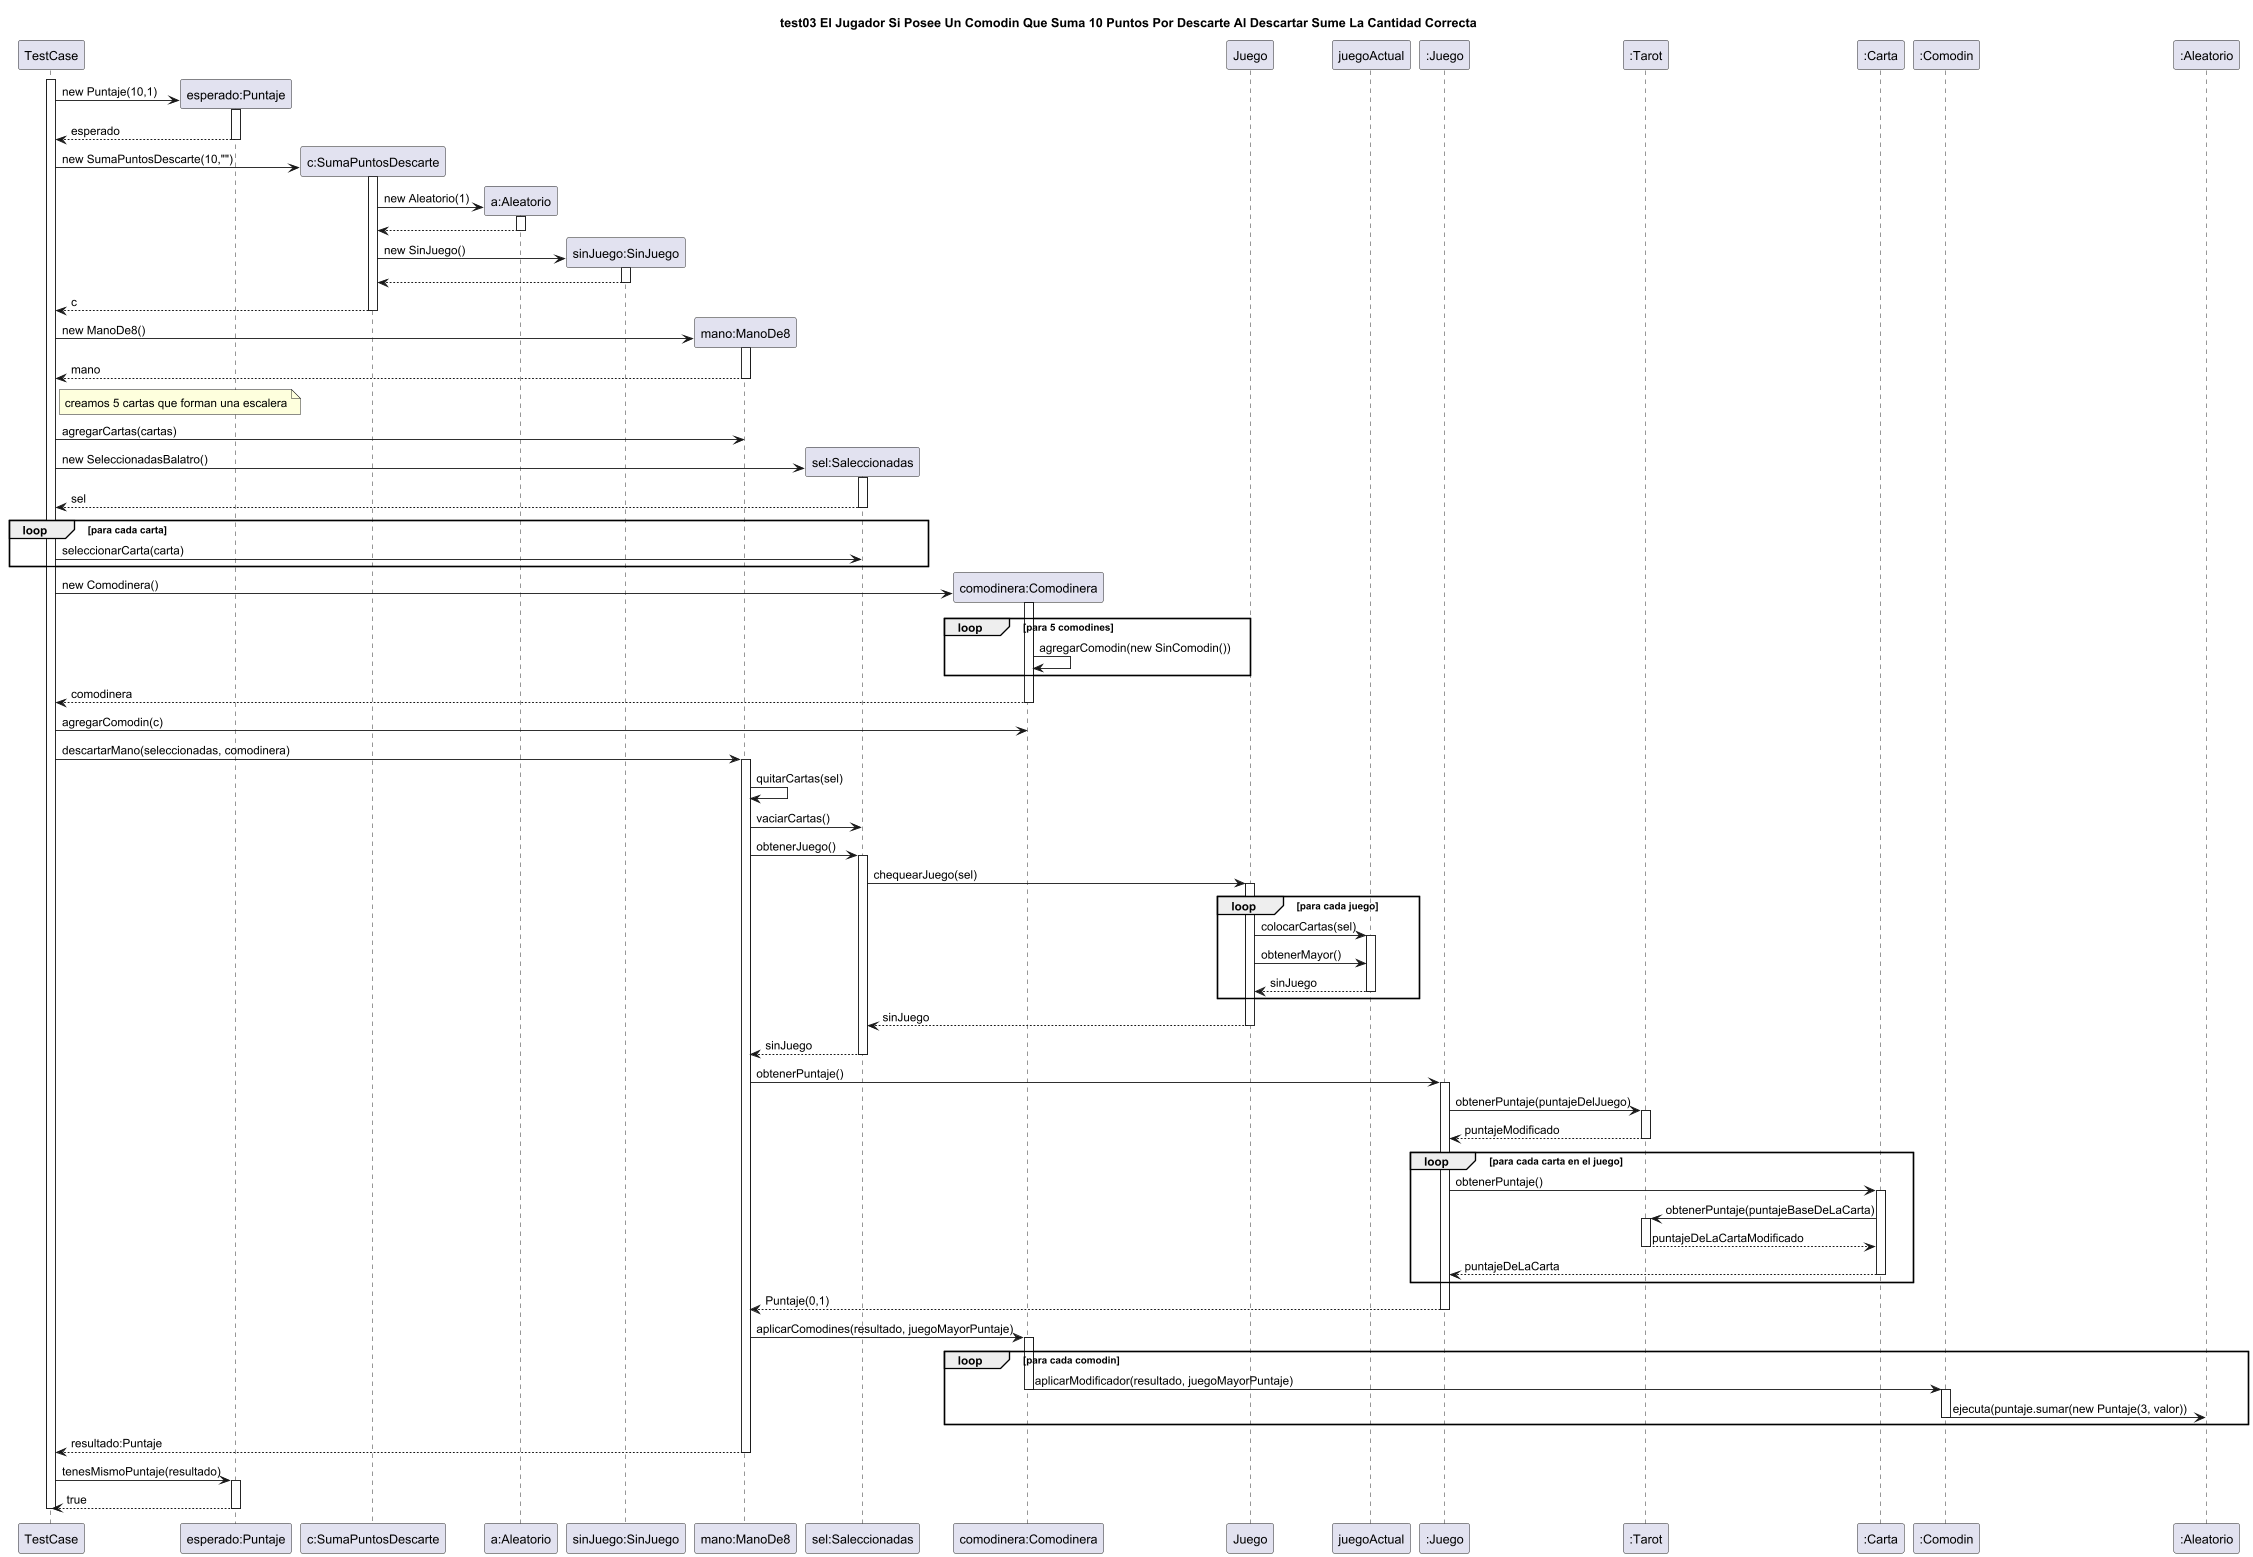 test03 El Jugador Si Posee Un Comodin Que Suma 10 Puntos Por Descarte Al Descartar Sume La Cantidad Correcta
TestCase
Juego
juegoActual
:Juego
:Tarot
:Carta
:Comodin
:Aleatorio
new Puntaje(10,1)
esperado:Puntaje
esperado
new SumaPuntosDescarte(10,"")
c:SumaPuntosDescarte
new Aleatorio(1)
a:Aleatorio
new SinJuego()
sinJuego:SinJuego
c
new ManoDe8()
mano:ManoDe8
mano
creamos 5 cartas que forman una escalera
agregarCartas(cartas)
new SeleccionadasBalatro()
sel:Saleccionadas
sel
loop [para cada carta]
seleccionarCarta(carta)
new Comodinera()
comodinera:Comodinera
loop [para 5 comodines]
agregarComodin(new SinComodin())
comodinera
agregarComodin(c)
descartarMano(seleccionadas, comodinera)
quitarCartas(sel)
vaciarCartas()
obtenerJuego()
chequearJuego(sel)
loop [para cada juego]
colocarCartas(sel)
obtenerMayor()
sinJuego
sinJuego
sinJuego
obtenerPuntaje()
obtenerPuntaje(puntajeDelJuego)
puntajeModificado
loop [para cada carta en el juego]
obtenerPuntaje()
obtenerPuntaje(puntajeBaseDeLaCarta)
puntajeDeLaCartaModificado
puntajeDeLaCarta
Puntaje(0,1)
aplicarComodines(resultado, juegoMayorPuntaje)
loop [para cada comodin]
aplicarModificador(resultado, juegoMayorPuntaje)
ejecuta(puntaje.sumar(new Puntaje(3, valor))
resultado:Puntaje
tenesMismoPuntaje(resultado)
true
TestCase
esperado:Puntaje
c:SumaPuntosDescarte
a:Aleatorio
sinJuego:SinJuego
mano:ManoDe8
sel:Saleccionadas
comodinera:Comodinera
Juego
juegoActual
:Juego
:Tarot
:Carta
:Comodin
:Aleatorio